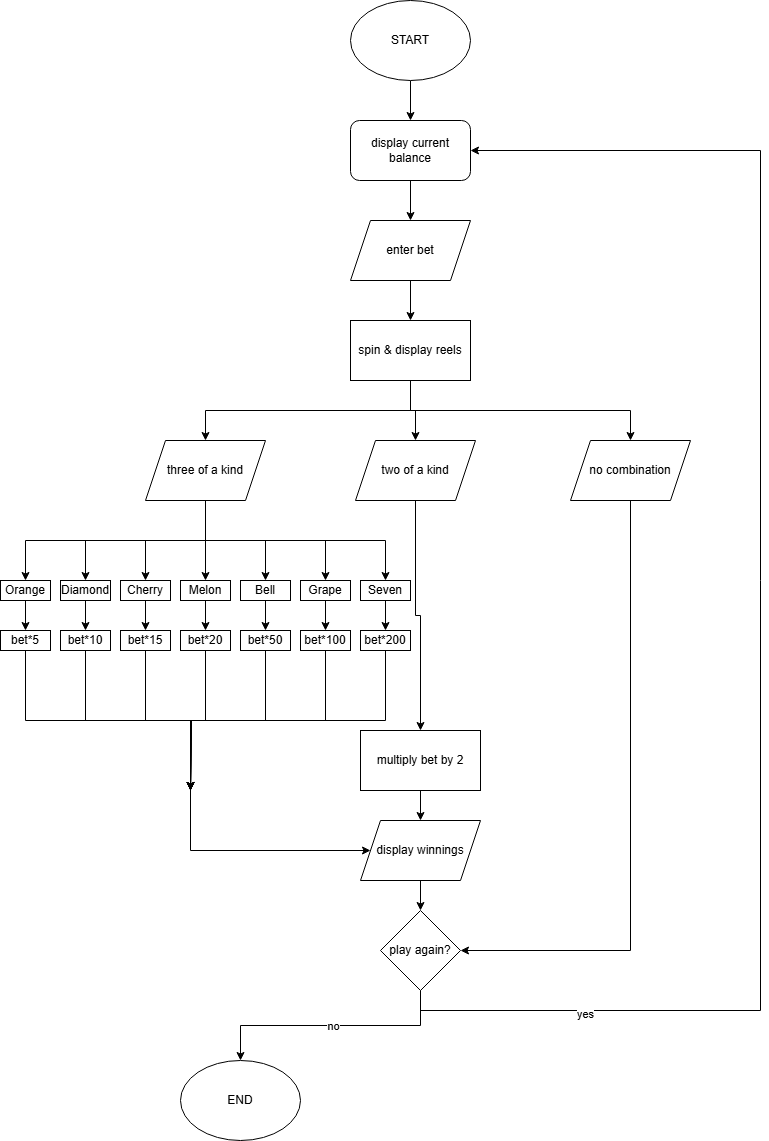 START
display current
balance
enter bet
spin & display reels
three of a kind
two of a kind
no combination
Orange
Diamond
Cherry
Melon
Bell
Grape
Seven
bet*5
bet*10
bet*15
bet*20
bet*50
bet*100
bet*200
multiply bet by 2
display winnings
play again?
yes
no
END